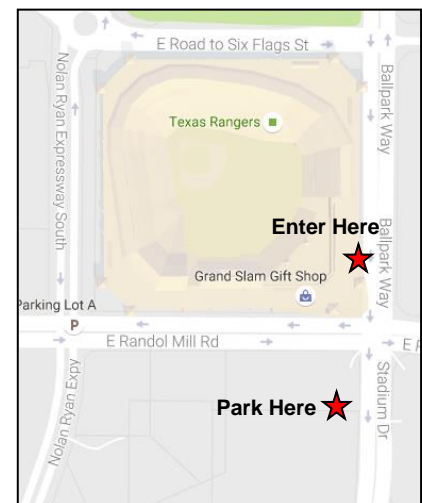 E Road to Six Flags St
Nolan Ryan Expressway South
Ballpark Way
Texas Rangers
Enter Here
Ballpark Way
Grand Slam Gift Shop
Parking Lot A
P
E Randol Mill Rd
E
Nolan Ryan Expy
Park Here
Stadium Dr